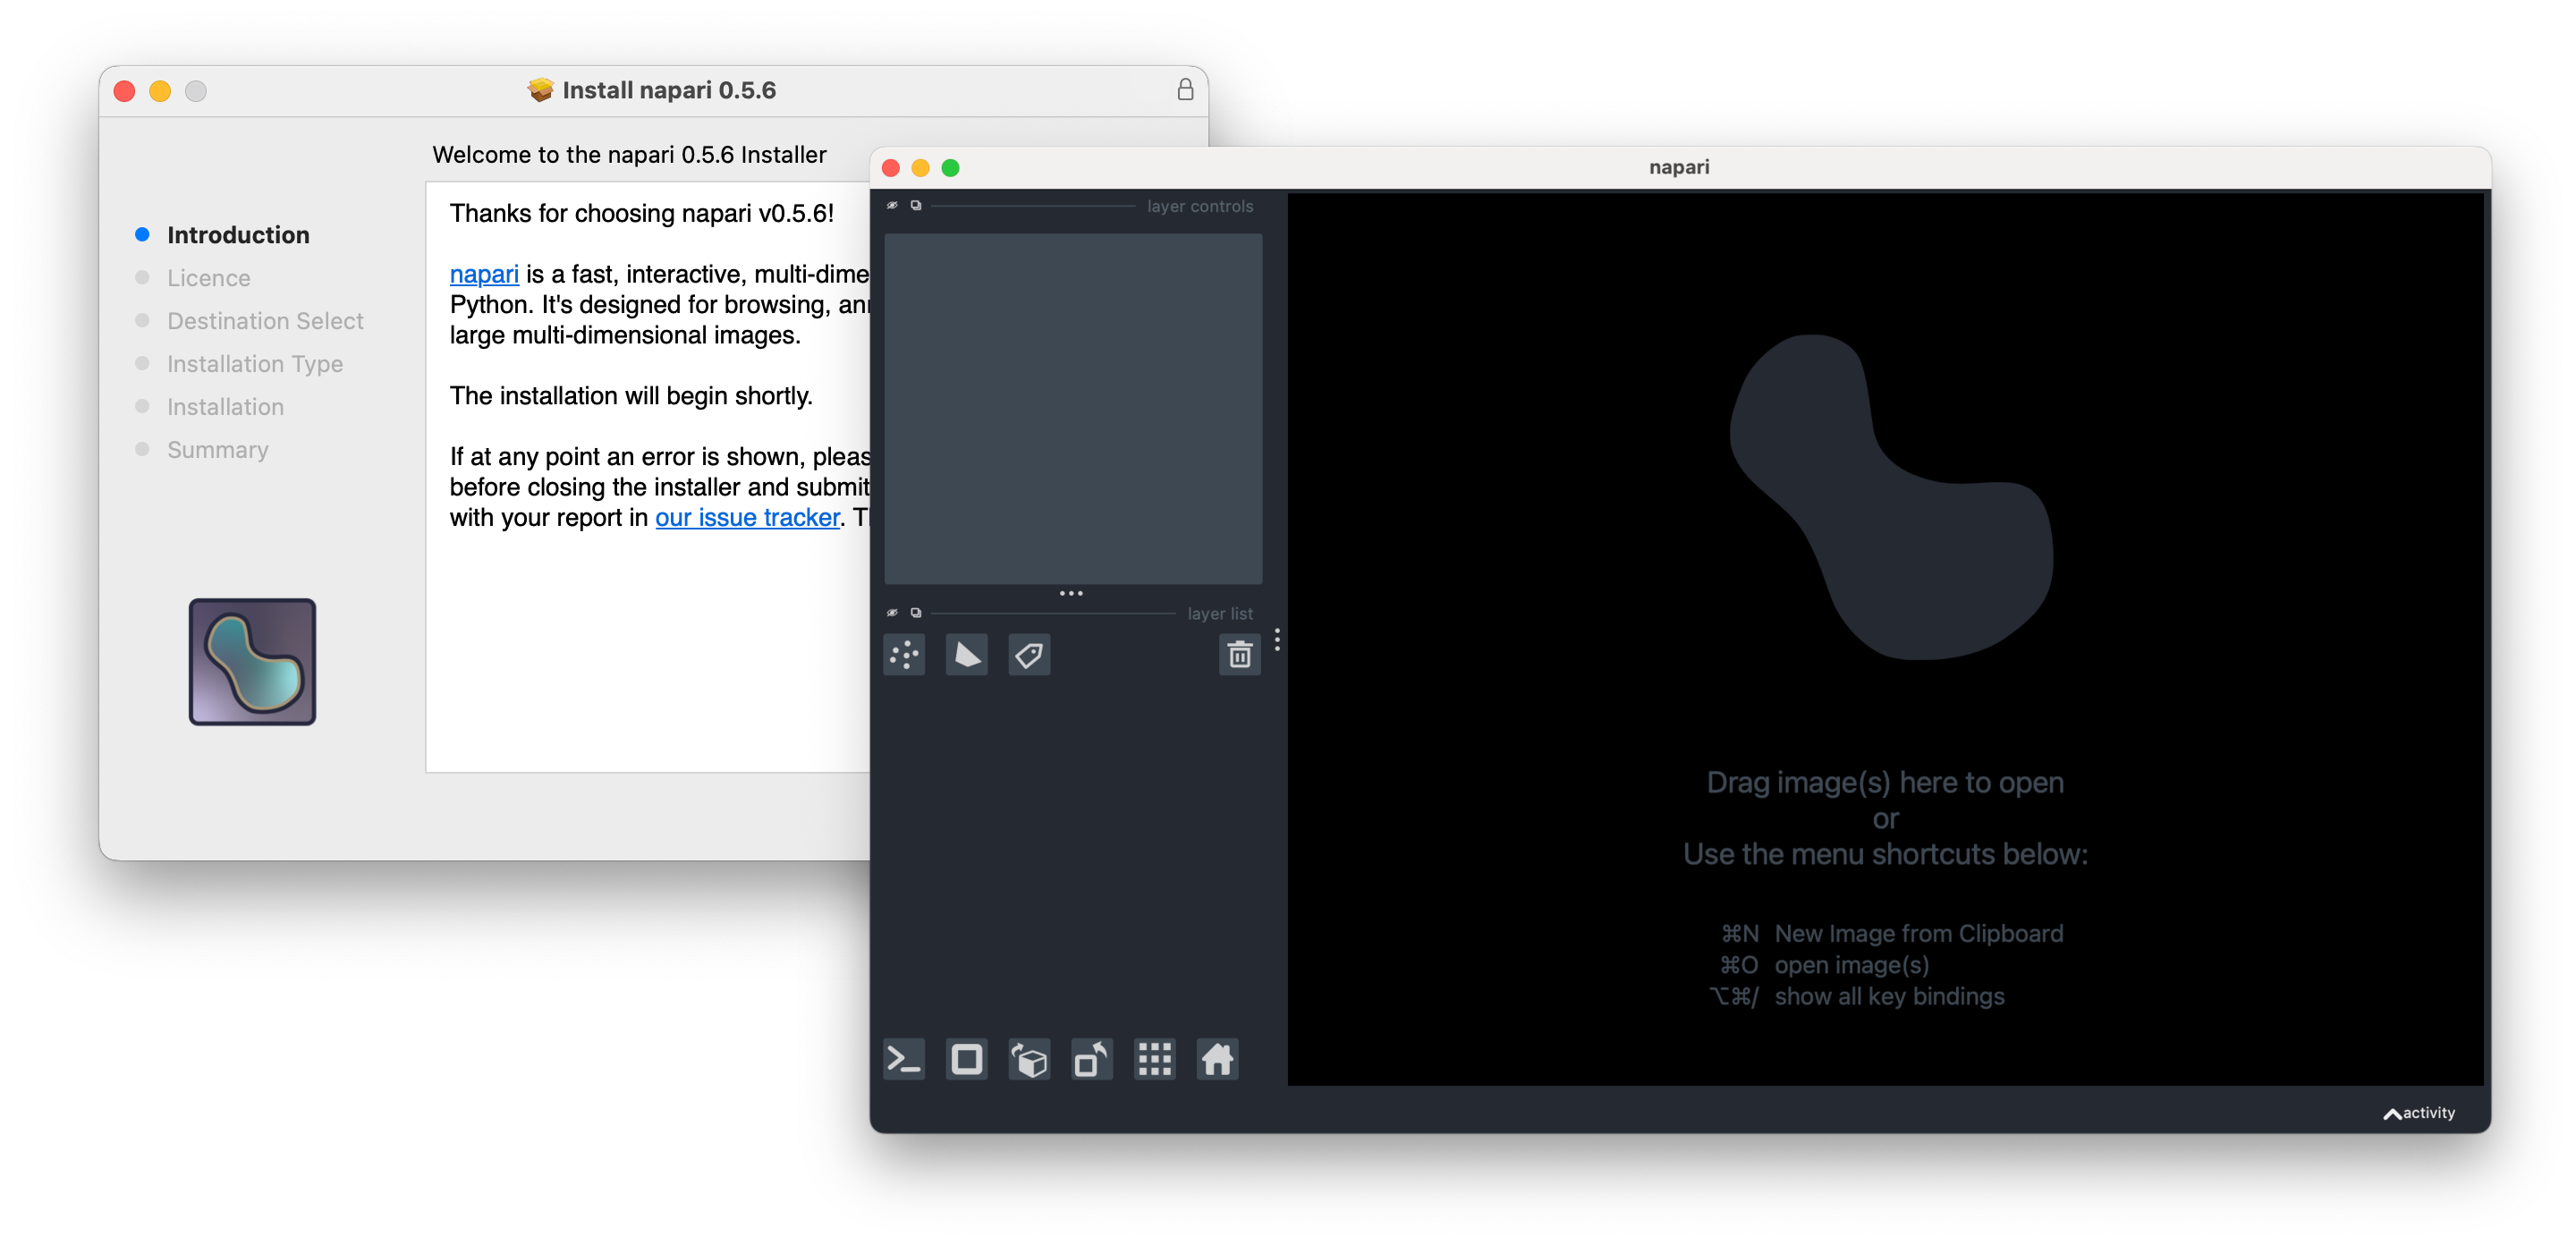 Install napari 0.5.6
Welcome to the napari 0.5.6 Installer
Introduction
Licence
Destination Select
Installation Type
Installation
Summary
Thanks for choosing napari v0.5.6!
napari is a fast, interactive, multi-dime
Python. It's designed for browsing, an
large multi-dimensional images.
The installation will begin shortly.
If at any point an error is shown, pleas
before closing the installer and submit
with your report in our issue tracker. T
napari
layer controls
layer list
Drag image(s) here to open
or
Use the menu shortcuts below:
⌘N New Image from Clipboard
⌘O open image(s)
⌥⌘/ show all key bindings
activity